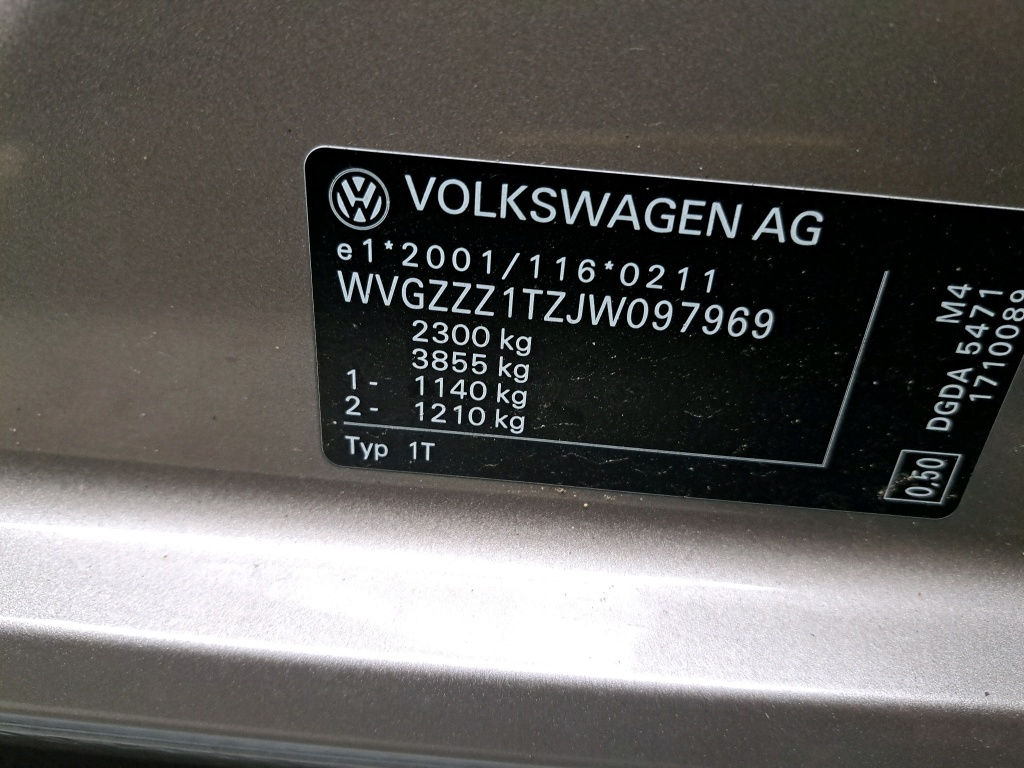 VOLKSWAGEN AG
e1*2001/116*0211
WVGZZZ1TZJW097969
2300 kg
3855 kg
1- 1140 kg
2- 1210 kg
Typ 1T
M4
DGDA 5471
1710089
0,50